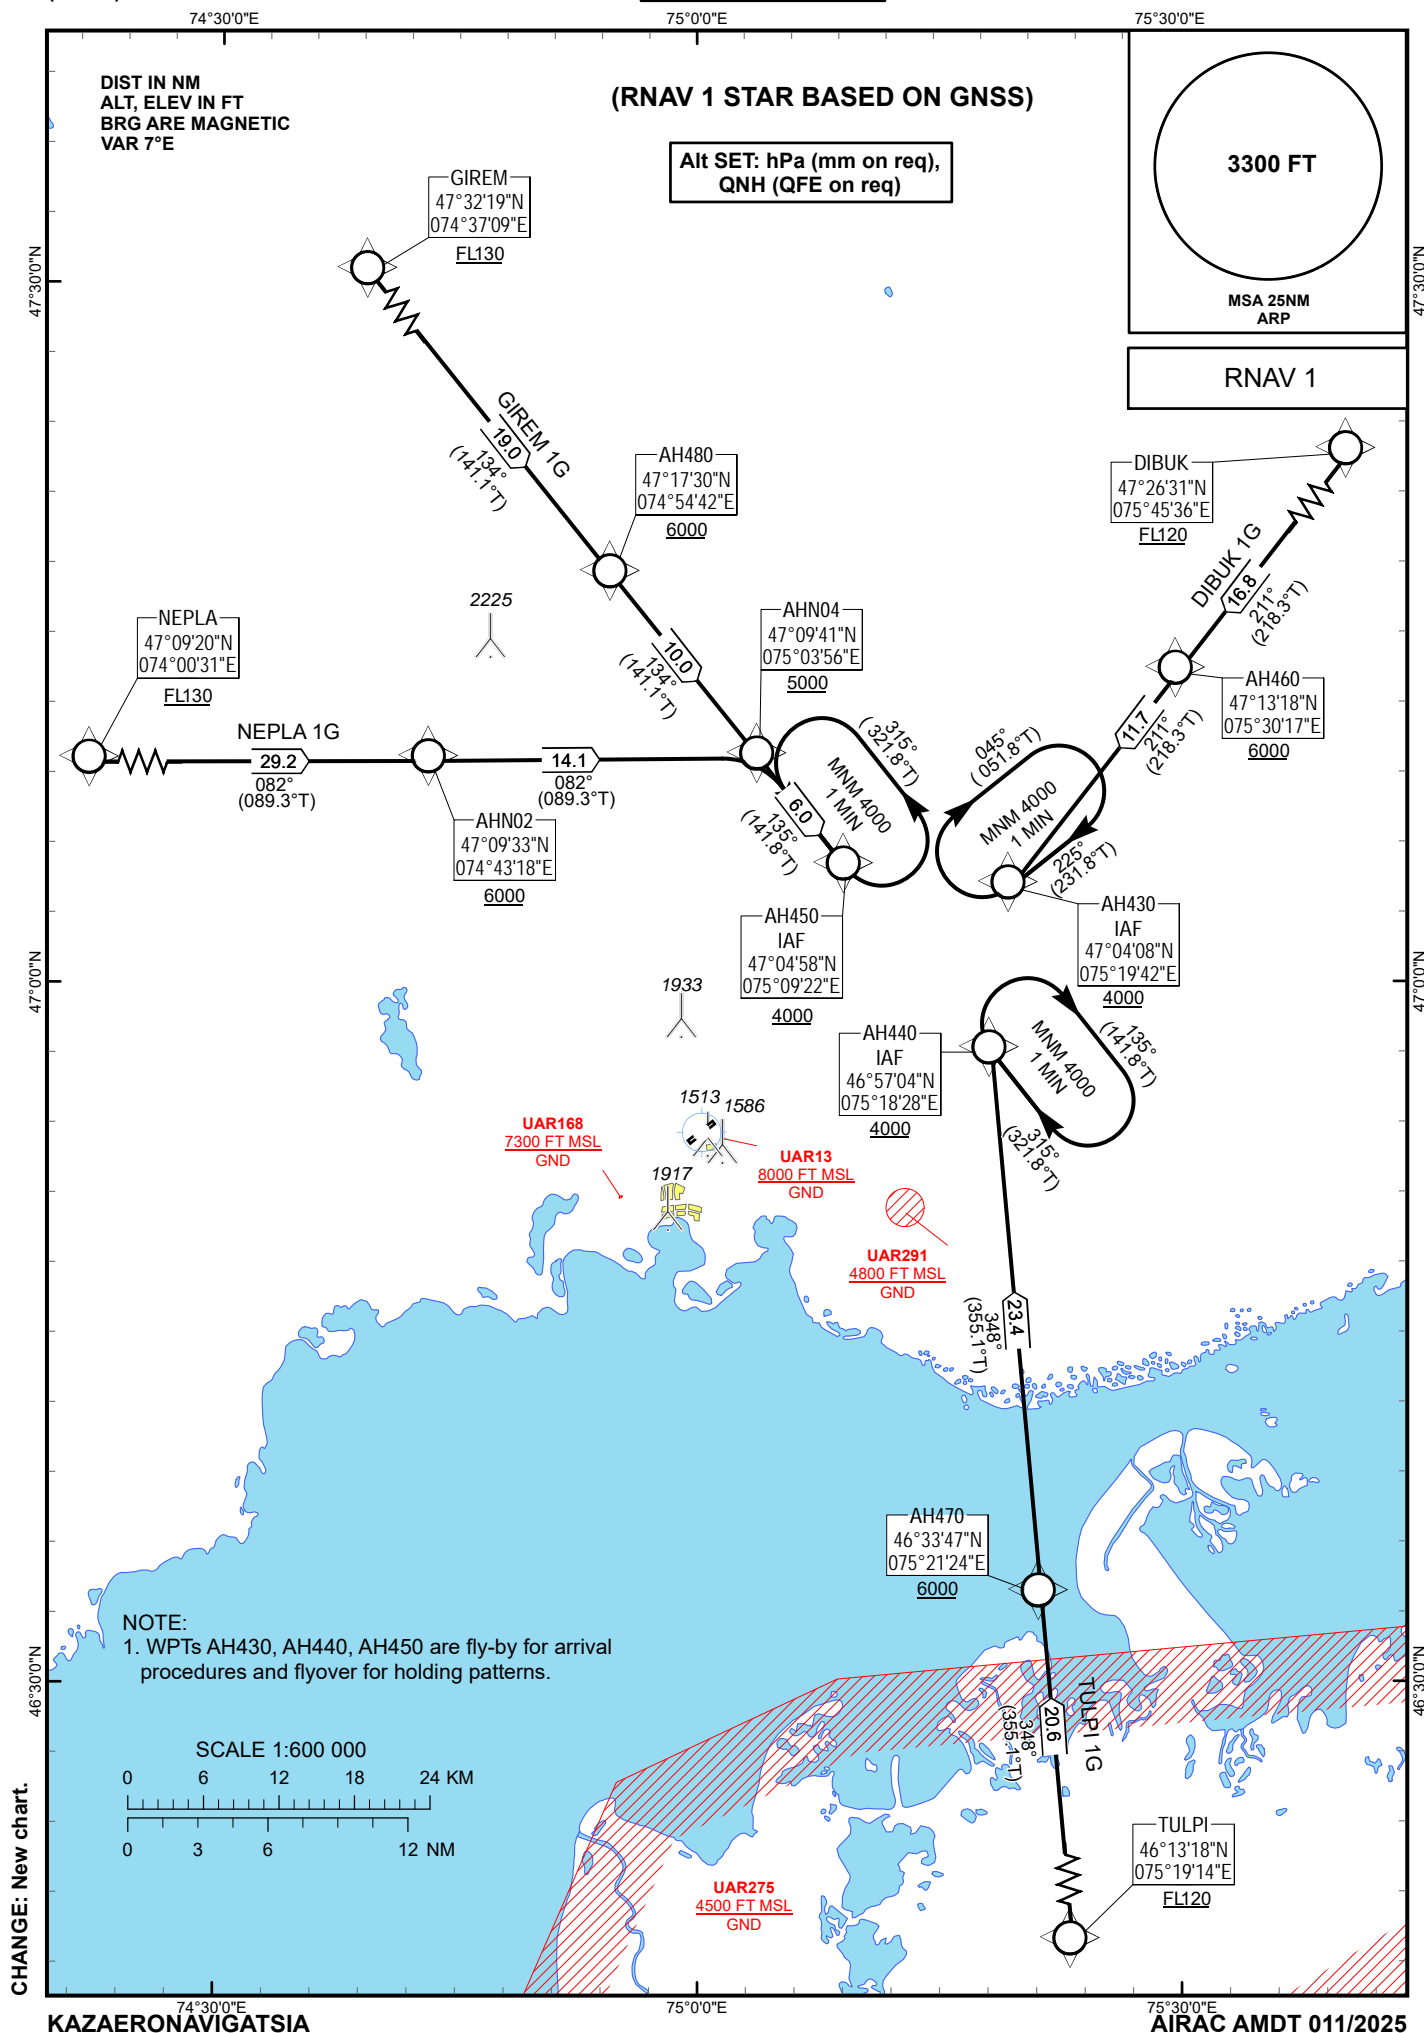 74°30'0"E
75°0'0"E
75°30'0"E
DIST IN NM
ALT, ELEV IN FT
BRG ARE MAGNETIC
VAR 7°E
(RNAV 1 STAR BASED ON GNSS)
Alt SET: hPa (mm on req),
QNH (QFE on req)
3300 FT
MSA 25NM
ARP
RNAV 1
GIREM
47°32'19"N
074°37'09"E
FL130
47°30'0"N
47°30'0"N
GIREM 1G
19.0
134°
(141.1°T)
AH480
47°17'30"N
074°54'42"E
6000
DIBUK
47°26'31"N
075°45'36"E
FL120
DIBUK 1G
16.8
211°
(218.3°T)
2225
NEPLA
47°09'20"N
074°00'31"E
FL130
10.0
134°
(141.1°T)
AHN04
47°09'41"N
075°03'56"E
5000
AH460
47°13'18"N
075°30'17"E
6000
11.7
211°
(218.3°T)
NEPLA 1G
29.2
082°
(089.3°T)
14.1
082°
(089.3°T)
315°
(321.8°T)
MNM 4000
1 MIN
6.0
135°
(141.8°T)
045°
(051.8°T)
MNM 4000
1 MIN
225°
(231.8°T)
AHN02
47°09'33"N
074°43'18"E
6000
AH450
IAF
47°04'58"N
075°09'22"E
4000
AH430
IAF
47°04'08"N
075°19'42"E
4000
47°0'0"N
47°0'0"N
1933
AH440
IAF
46°57'04"N
075°18'28"E
4000
135°
(141.8°T)
MNM 4000
1 MIN
315°
(321.8°T)
1513
1586
UAR168
7300 FT MSL
GND
UAR13
8000 FT MSL
GND
1917
UAR291
4800 FT MSL
GND
23.4
348°
(355.1°T)
AH470
46°33'47"N
075°21'24"E
6000
NOTE:
1. WPTs AH430, AH440, AH450 are fly-by for arrival
procedures and flyover for holding patterns.
46°30'0"N
46°30'0"N
TULPI 1G
20.6
348°
(355.1°T)
SCALE 1:600 000
0 6 12 18 24 KM
0 3 6 12 NM
TULPI
46°13'18"N
075°19'14"E
FL120
UAR275
4500 FT MSL
GND
CHANGE: New chart.
74°30'0"E
75°0'0"E
75°30'0"E
KAZAERONAVIGATSIA
AIRAC AMDT 011/2025